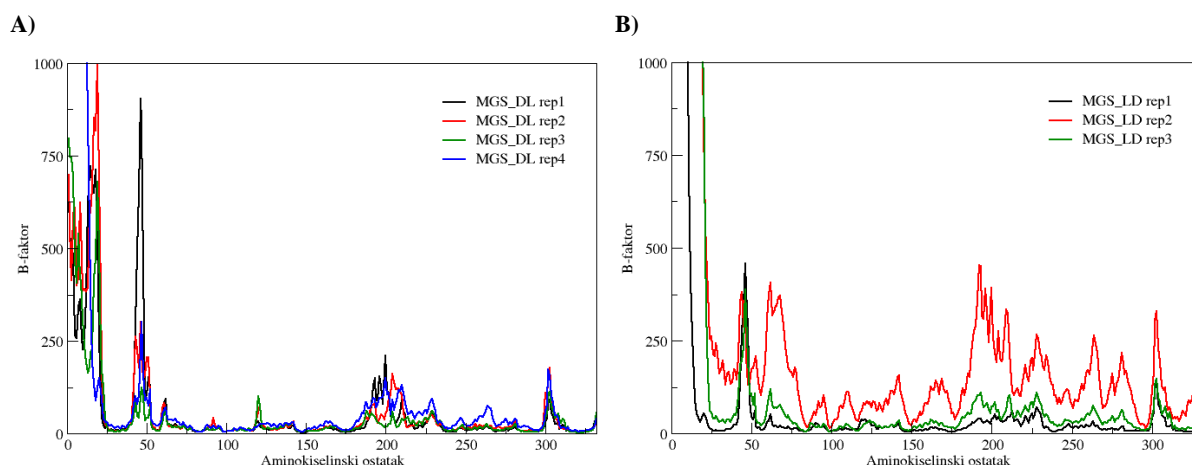 A)
B)
1000
750
500
250
0
B-faktor
0
50
100
150
200
250
300
Aminokiselinski ostatak
MGS_DL rep1
MGS_DL rep2
MGS_DL rep3
MGS_DL rep4
1000
750
500
250
0
B-faktor
0
50
100
150
200
250
300
Aminokiselinski ostatak
MGS_LD rep1
MGS_LD rep2
MGS_LD rep3